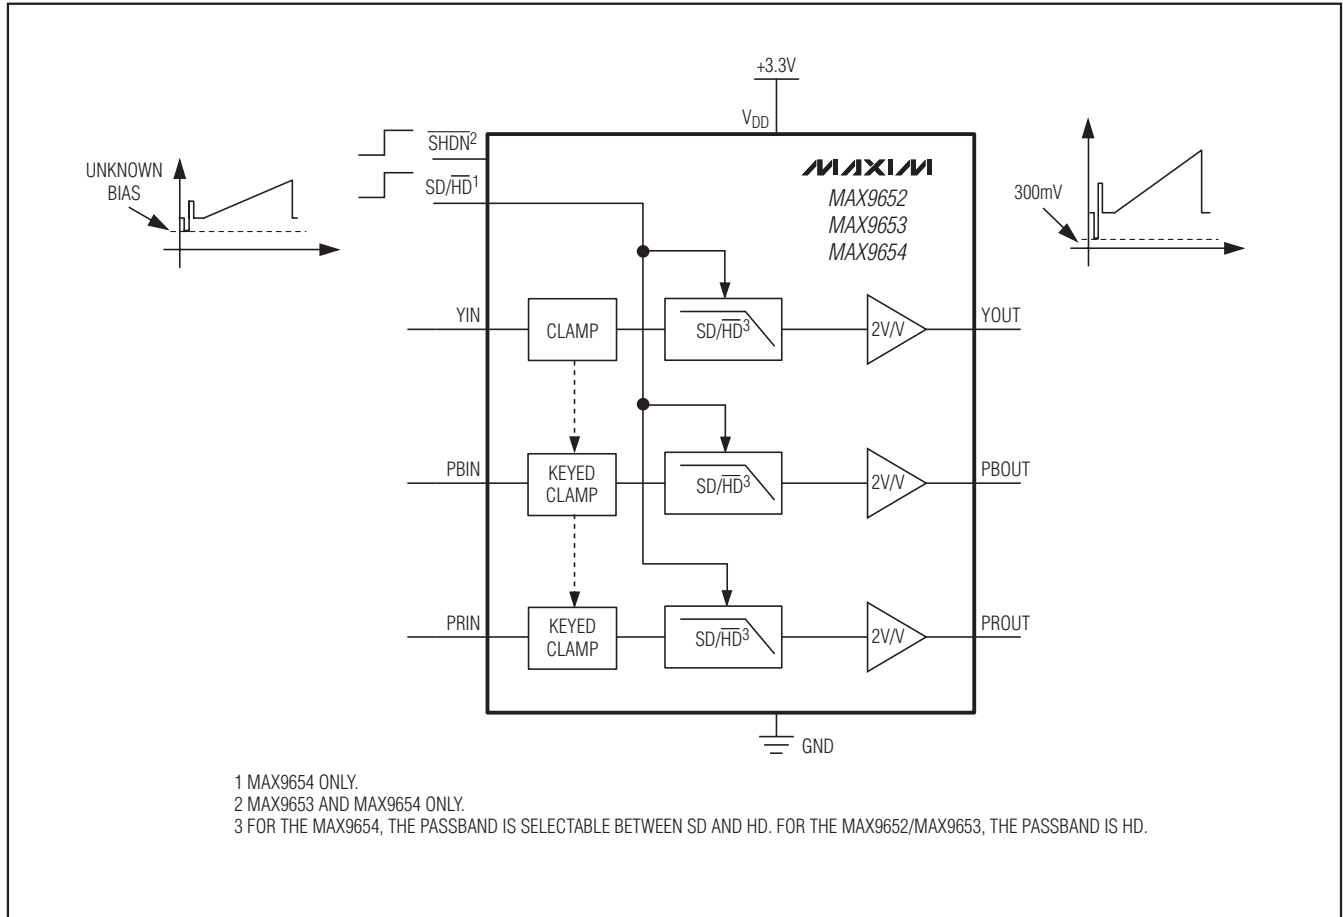 +3.3V
VDD
SHDN2
SD/HD1
UNKNOWN
BIAS
MAXIM
MAX9652
MAX9653
MAX9654
300mV
YIN
CLAMP
SD/HD3
2V/V
YOUT
PBIN
KEYED
CLAMP
SD/HD3
2V/V
PBOUT
PRIN
KEYED
CLAMP
SD/HD3
2V/V
PROUT
GND
1 MAX9654 ONLY.
2 MAX9653 AND MAX9654 ONLY.
3 FOR THE MAX9654, THE PASSBAND IS SELECTABLE BETWEEN SD AND HD. FOR THE MAX9652/MAX9653, THE PASSBAND IS HD.